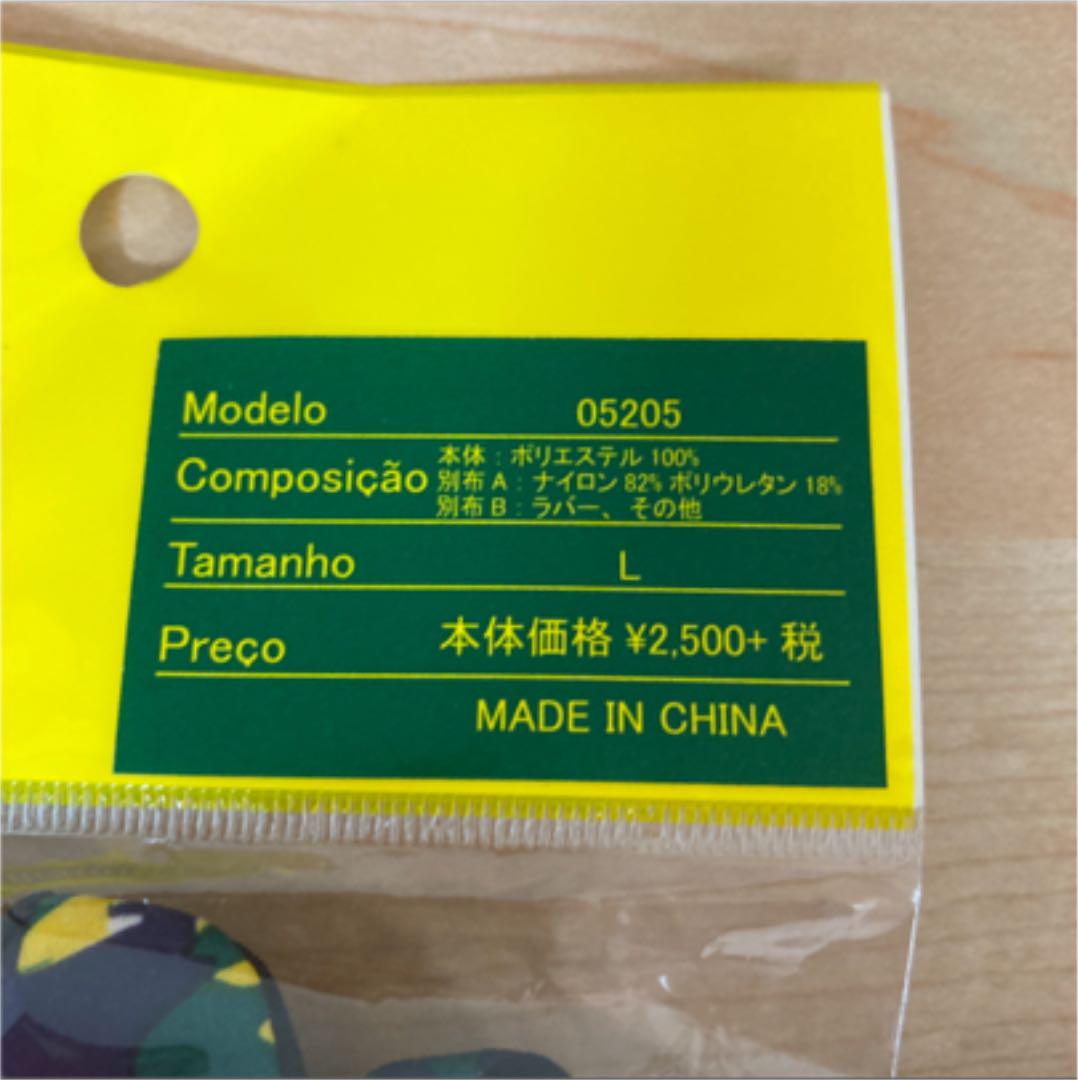 Modelo 05205
Composição 本体:ポリエステル 100%
別布 A:ナイロン 82% ポリウレタン 18%
別布 B:ラバー、その他
Tamanho L
Preço 本体価格 ¥2,500+ 税
MADE IN CHINA